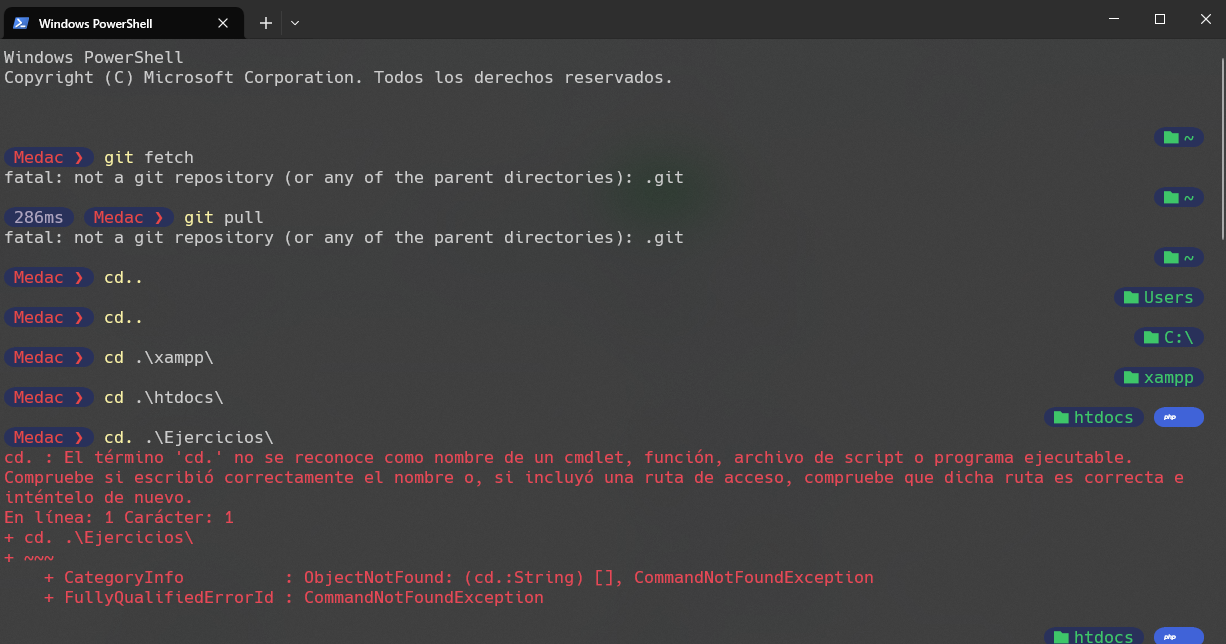 Windows PowerShell
Windows PowerShell
Copyright (C) Microsoft Corporation. Todos los derechos reservados.
~
Medac ❯ git fetch
fatal: not a git repository (or any of the parent directories): .git
~
286ms Medac ❯ git pull
fatal: not a git repository (or any of the parent directories): .git
~
Medac ❯ cd..
Users
Medac ❯ cd..
C:\
Medac ❯ cd .\xampp\
xampp
Medac ❯ cd .\htdocs\
htdocs php
Medac ❯ cd. .\Ejercicios\
cd. : El término 'cd.' no se reconoce como nombre de un cmdlet, función, archivo de script o programa ejecutable.
Compruebe si escribió correctamente el nombre o, si incluyó una ruta de acceso, compruebe que dicha ruta es correcta e
inténtelo de nuevo.
En línea: 1 Carácter: 1
+ cd. .\Ejercicios\
+ ~~~
    + CategoryInfo          : ObjectNotFound: (cd.:String) [], CommandNotFoundException
    + FullyQualifiedErrorId : CommandNotFoundException
htdocs php